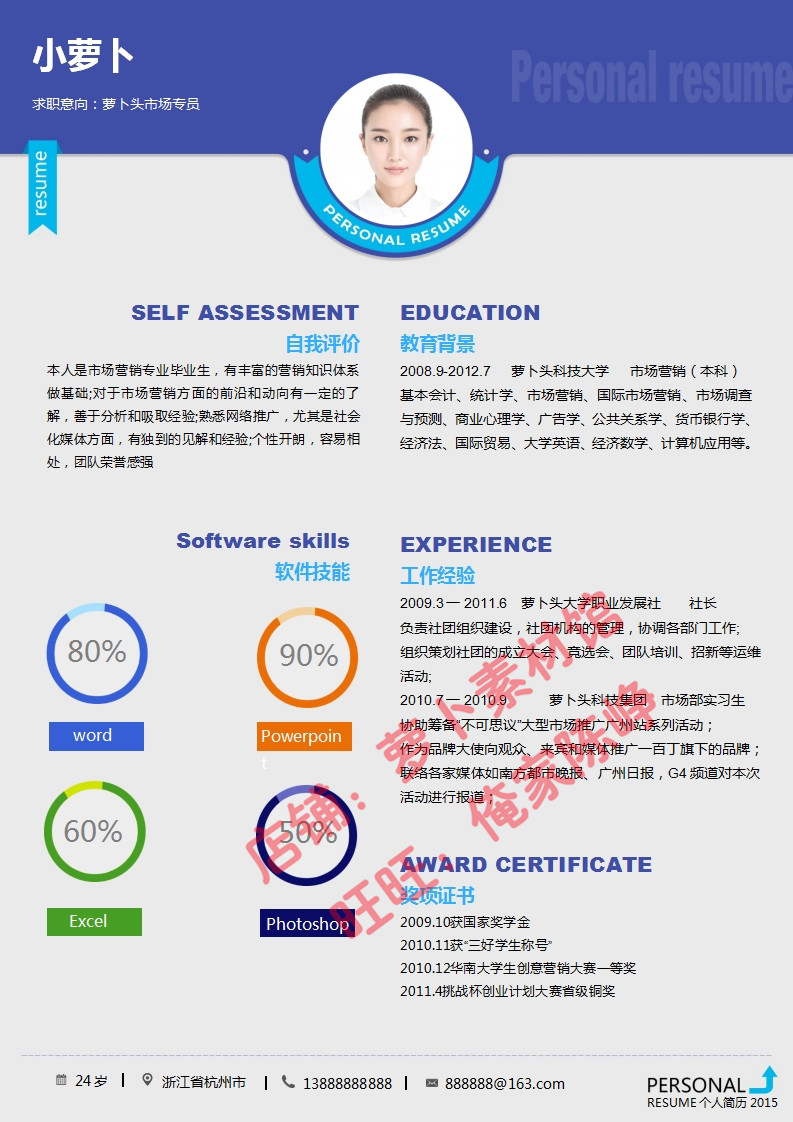 小萝卜
求职意向：萝卜头市场专员
Personal resume
resume
PERSONAL RESUME
SELF ASSESSMENT
自我评价
本人是市场营销专业毕业生，有丰富的营销知识体系
做基础;对于市场营销方面的前沿和动向有一定的了
解，善于分析和吸取经验;熟悉网络推广，尤其是社会
化媒体方面，有独到的见解和经验;个性开朗，容易相
处，团队荣誉感强
EDUCATION
教育背景
2008.9-2012.7 萝卜头科技大学 市场营销（本科）
基本会计、统计学、市场营销、国际市场营销、市场调查
与预测、商业心理学、广告学、公共关系学、货币银行学、
经济法、国际贸易、大学英语、经济数学、计算机应用等。
Software skills
软件技能
80%
90%
word
Powerpoin
t
60%
50%
Excel
Photoshop
EXPERIENCE
工作经验
2009.3 — 2011.6 萝卜头大学职业发展社 社长
负责社团组织建设，社团机构的管理，协调各部门工作;
组织策划社团的成立大会、竞选会、团队培训、招新等运维
活动;
2010.7 — 2010.9 萝卜头科技集团 市场部实习生
协助筹备“不可思议”大型市场推广广州站系列活动；
作为品牌大使向观众、来宾和媒体推广一百丁旗下的品牌；
联络各家媒体如南方都市晚报、广州日报，G4 频道对本次
活动进行报道；
AWARD CERTIFICATE
奖项证书
2009.10获国家奖学金
2010.11获“三好学生称号”
2010.12华南大学生创意营销大赛一等奖
2011.4挑战杯创业计划大赛省级铜奖
店铺：萝卜素材馆
旺旺：俺家陈峥
24 岁
浙江省杭州市
13888888888
888888@163.com
PERSONAL
RESUME 个人简历 2015